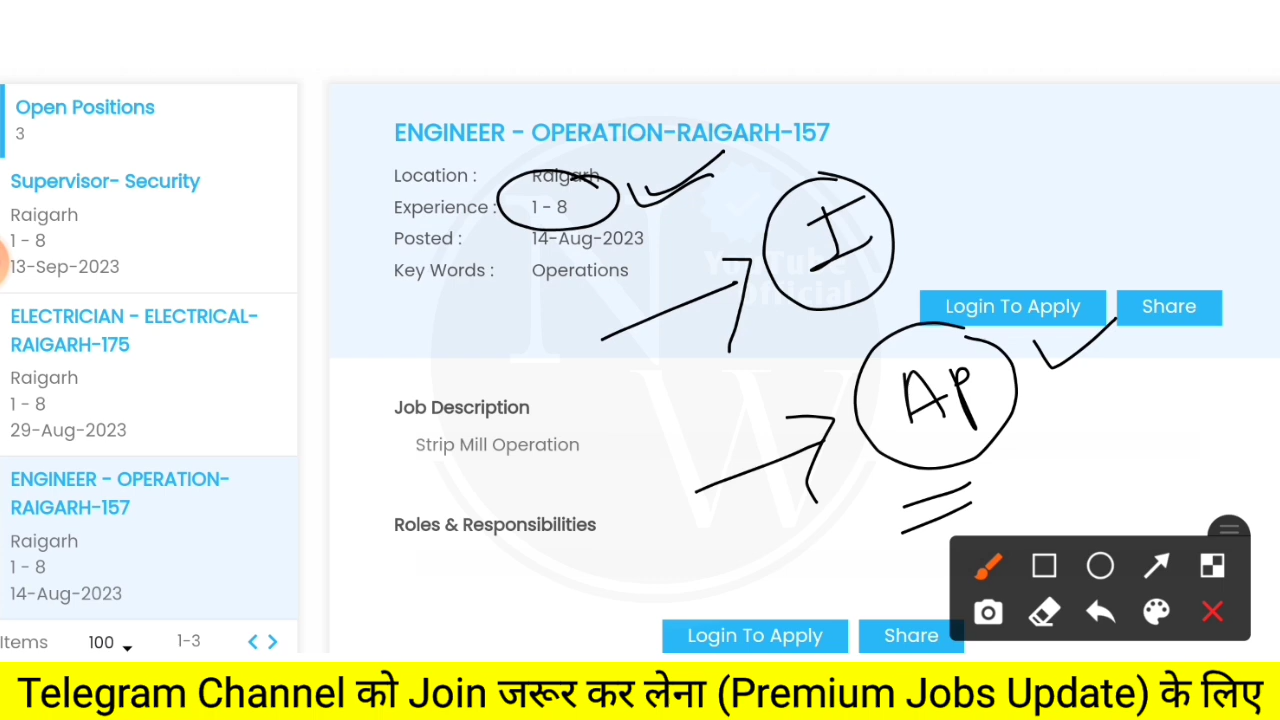 Open Positions
3
Supervisor- Security
Raigarh
1 - 8
13-Sep-2023
ELECTRICIAN - ELECTRICAL-
RAIGARH-175
Raigarh
1 - 8
29-Aug-2023
ENGINEER - OPERATION-
RAIGARH-157
Raigarh
1 - 8
14-Aug-2023
Items 100 1-3
ENGINEER - OPERATION-RAIGARH-157
Location : Raigarh
Experience : 1 - 8
Posted : 14-Aug-2023
Key Words : Operations
I
YouTube
Official
Login To Apply Share
AP
Job Description
Strip Mill Operation
NW
Roles & Responsibilities
Login To Apply Share
Telegram Channel को Join जरूर कर लेना (Premium Jobs Update) के लिए